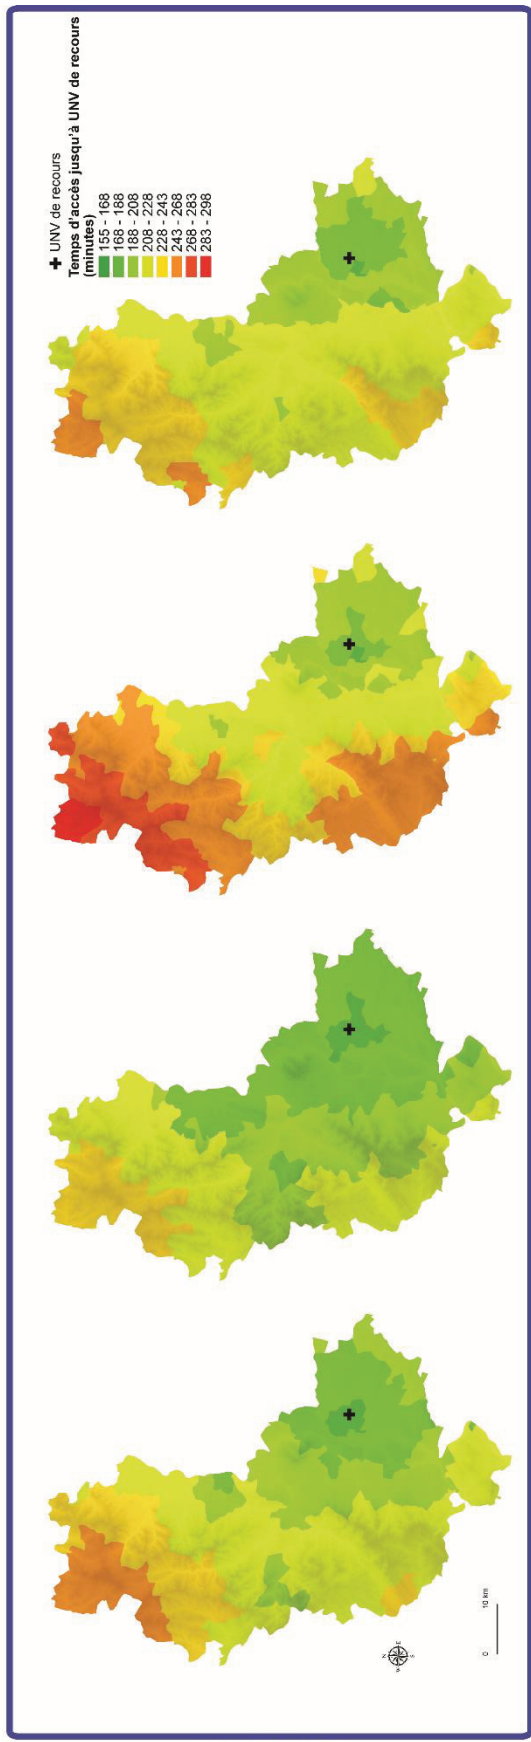 UNV de recours
Temps d'accès jusqu'à UNV de recours
(minutes)
155 - 168
168 - 188
188 - 208
208 - 228
228 - 243
243 - 268
268 - 283
283 - 298
N
E
S
0 10 km